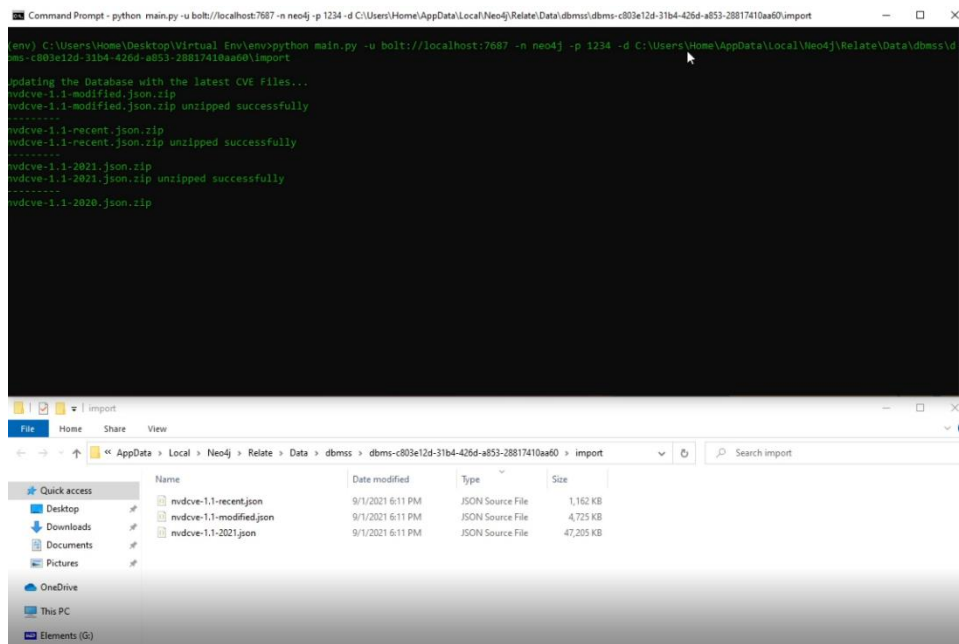 Command Prompt - python main.py -u bolt://localhost:7687 -n neo4j -p 1234 -d C:\Users\Home\AppData\Local\Neo4j\Relate\Data\dbmss\dbms-c803e12d-31b4-426d-a853-28817410aa60\import
(env) C:\Users\Home\Desktop\Virtual Env\env>python main.py -u bolt://localhost:7687 -n neo4j -p 1234 -d C:\Users\Home\AppData\Local\Neo4j\Relate\Data\dbmss\d
bms-c803e12d-31b4-426d-a853-28817410aa60\import
Updating the Database with the latest CVE Files...
nvdcve-1.1-modified.json.zip
nvdcve-1.1-modified.json.zip unzipped successfully
---------
nvdcve-1.1-recent.json.zip
nvdcve-1.1-recent.json.zip unzipped successfully
---------
nvdcve-1.1-2021.json.zip
nvdcve-1.1-2021.json.zip unzipped successfully
---------
nvdcve-1.1-2020.json.zip
import
File Home Share View
« AppData > Local > Neo4j > Relate > Data > dbmss > dbms-c803e12d-31b4-426d-a853-28817410aa60 > import
Search import
Name Date modified Type Size
Quick access
Desktop
Downloads
Documents
Pictures
OneDrive
This PC
Elements (G:)
nvdcve-1.1-recent.json 9/1/2021 6:11 PM JSON Source File 1,162 KB
nvdcve-1.1-modified.json 9/1/2021 6:11 PM JSON Source File 4,725 KB
nvdcve-1.1-2021.json 9/1/2021 6:11 PM JSON Source File 47,205 KB